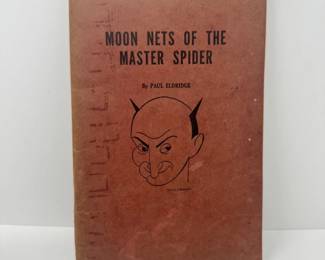 MOON NETS OF THE
MASTER SPIDER
By PAUL ELDRIDGE